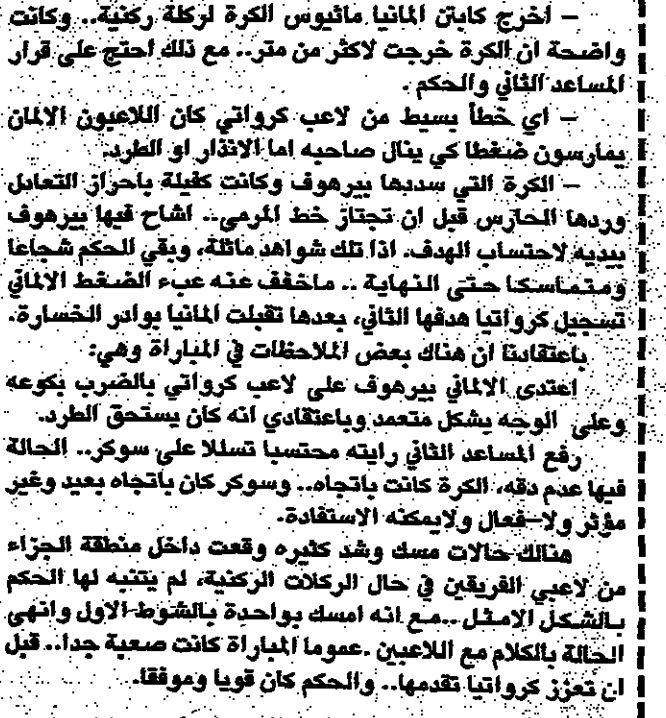 – اخرج كابتن المانيا ماثيوس الكرة لركلة ركنية.. وكانت
واضحة ان الكرة خرجت لاكثر من متر.. مع ذلك احتج على قرار
المساعد الثاني والحكم.
– اي خطأ بسيط من لاعب كرواتي كان اللاعبون الالمان
يمارسون ضغطا كي ينال صاحبه اما الانذار او الطرد.
– الكرة التي سددها بيرهوف وكانت كفيلة باحراز التعادل
وردها الحارس قبل ان تجتاز خط المرمى.. اشاح فيها بيرهوف
بيديه لاحتساب الهدف. اذا تلك شواهد ماثلة، وبقي الحكم شجاعا
ومتماسكا حتى النهاية .. ماخفف عنه عبء الضغط الالماني
تسجيل كرواتيا هدفها الثاني، بعدها تقبلت المانيا بوادر الخسارة.
باعتقادنا ان هناك بعض الملاحظات في المباراة وهي:
اعتدى الالماني بيرهوف على لاعب كرواتي بالضرب بكوعه
وعلى الوجه بشكل متعمد وباعتقادي انه كان يستحق الطرد.
رفع المساعد الثاني رايته محتسبا تسللا على سوكر.. الحالة
فيها عدم دقه، الكرة كانت باتجاه.. وسوكر كان باتجاه بعيد وغير
مؤثر ولا-فعال ولايمكنه الاستفادة.
هنالك حالات مسك وشد كثيره وقعت داخل منطقة الجزاء
من لاعبي الفريقين في حال الركلات الركنية، لم يتنبه لها الحكم
بالشكل الامثل ..مع انه امسك بواحدة بالشوط الاول وانهى
الحالة بالكلام مع اللاعبين .عموما المباراة كانت صعبة جدا.. قبل
ان تعزز كرواتيا تقدمها.. والحكم كان قويا وموفقا.